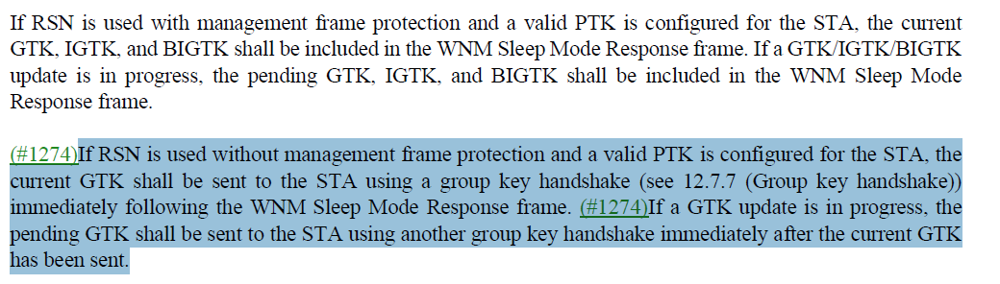 If RSN is used with management frame protection and a valid PTK is configured for the STA, the current
GTK, IGTK, and BIGTK shall be included in the WNM Sleep Mode Response frame. If a GTK/IGTK/BIGTK
update is in progress, the pending GTK, IGTK, and BIGTK shall be included in the WNM Sleep Mode
Response frame.
(#1274)If RSN is used without management frame protection and a valid PTK is configured for the STA, the
current GTK shall be sent to the STA using a group key handshake (see 12.7.7 (Group key handshake))
immediately following the WNM Sleep Mode Response frame. (#1274)If a GTK update is in progress, the
pending GTK shall be sent to the STA using another group key handshake immediately after the current GTK
has been sent.